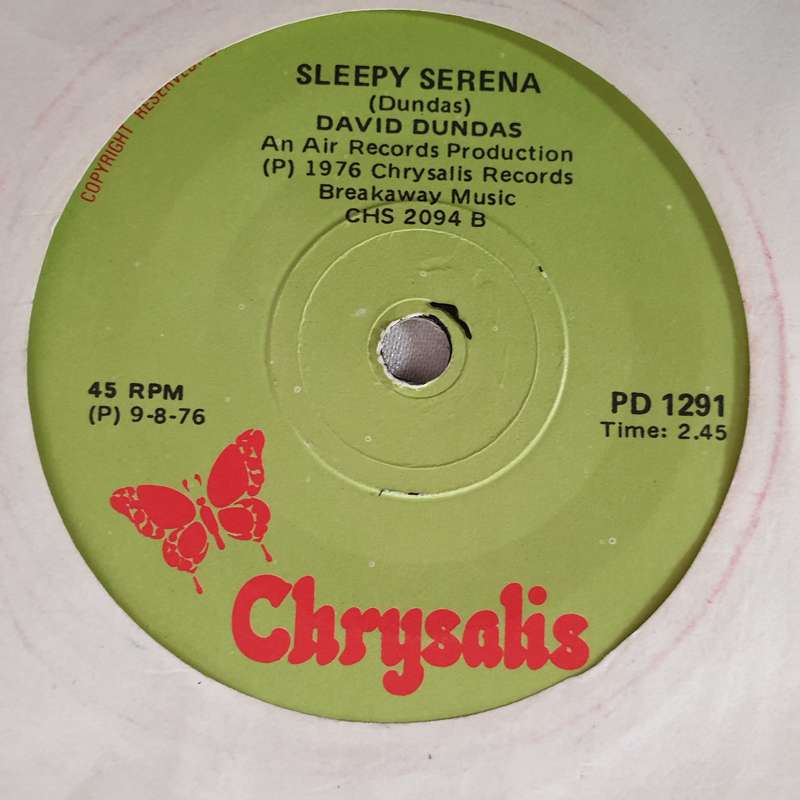 SLEEPY SERENA
(Dundas)
DAVID DUNDAS
An Air Records Production
(P) 1976 Chrysalis Records
Breakaway Music
CHS 2094 B
COPYRIGHT RESERVED
45 RPM
(P) 9-8-76
PD 1291
Time: 2.45
Chrysalis